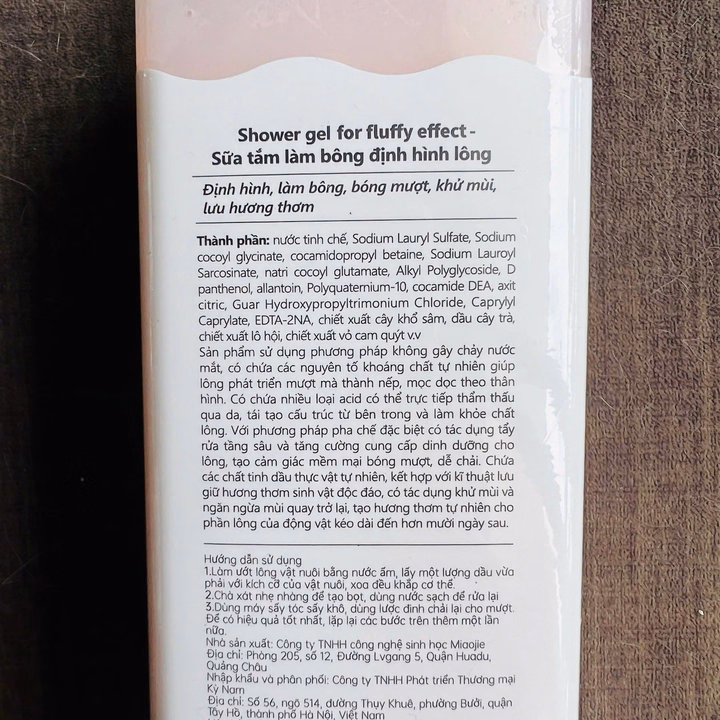 Shower gel for fluffy effect -
Sữa tắm làm bông định hình lông
Định hình, làm bông, bóng mượt, khử mùi,
lưu hương thơm
Thành phần: nước tinh chế, Sodium Lauryl Sulfate, Sodium
cocoyl glycinate, cocamidopropyl betaine, Sodium Lauroyl
Sarcosinate, natri cocoyl glutamate, Alkyl Polyglycoside, D
panthenol, allantoin, Polyquaternium-10, cocamide DEA, axit
citric, Guar Hydroxypropyltrimonium Chloride, Caprylyl
Caprylate, EDTA-2NA, chiết xuất cây khổ sâm, dầu cây trà,
chiết xuất lô hội, chiết xuất vỏ cam quýt v.v
Sản phẩm sử dụng phương pháp không gây chảy nước
mắt, có chứa các nguyên tố khoáng chất tự nhiên giúp
lông phát triển mượt mà thành nếp, mọc dọc theo thân
hình. Có chứa nhiều loại acid có thể trực tiếp thẩm thấu
qua da, tái tạo cấu trúc từ bên trong và làm khỏe chất
lông. Với phương pháp pha chế đặc biệt có tác dụng tẩy
rửa tầng sâu và tăng cường cung cấp dinh dưỡng cho
lông, tạo cảm giác mềm mại bóng mượt, dễ chải. Chứa
các chất tinh dầu thực vật tự nhiên, kết hợp với kĩ thuật lưu
giữ hương thơm sinh vật độc đáo, có tác dụng khử mùi và
ngăn ngừa mùi quay trở lại, tạo hương thơm tự nhiên cho
phần lông của động vật kéo dài đến hơn mười ngày sau.
Hướng dẫn sử dụng
1.Làm ướt lông vật nuôi bằng nước ấm, lấy một lượng dầu vừa
phải với kích cỡ của vật nuôi, xoa đều khắp cơ thể.
2.Chà xát nhẹ nhàng để tạo bọt, dùng nước sạch để rửa lại
3.Dùng máy sấy tóc sấy khô, dùng lược đinh chải lại cho mượt.
Để có hiệu quả tốt nhất, lặp lại các bước trên thêm một lần
nữa.
Nhà sản xuất: Công ty TNHH công nghệ sinh học Miaojie
Địa chỉ: Phòng 205, số 12, Đường Lvgang 5, Quận Huadu,
Quảng Châu
Nhập khẩu và phân phối: Công ty TNHH Phát triển Thương mại
Kỳ Nam
Địa chỉ: Số 56, ngõ 514, đường Thụy Khuê, phường Bưởi, quận
Tây Hồ, thành phố Hà Nội, Việt Nam